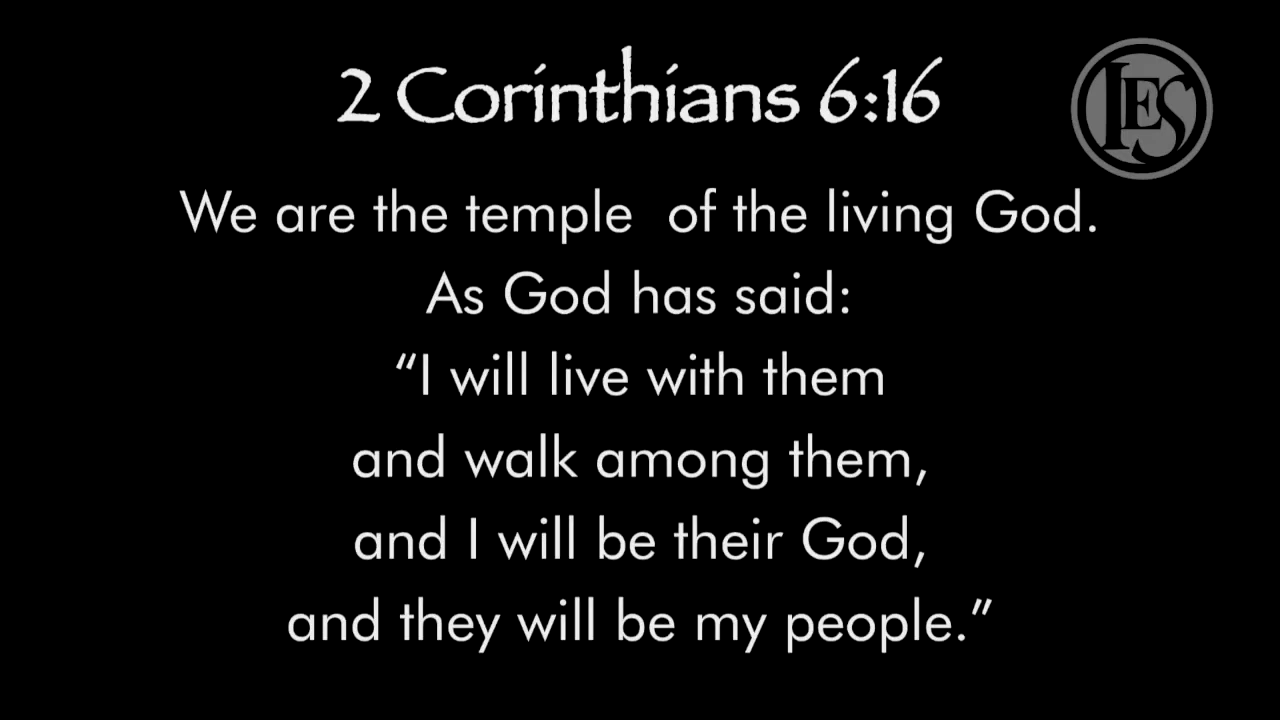 2 Corinthians 6:16
LES
We are the temple  of the living God.
As God has said:
“I will live with them
and walk among them,
and I will be their God,
and they will be my people.”